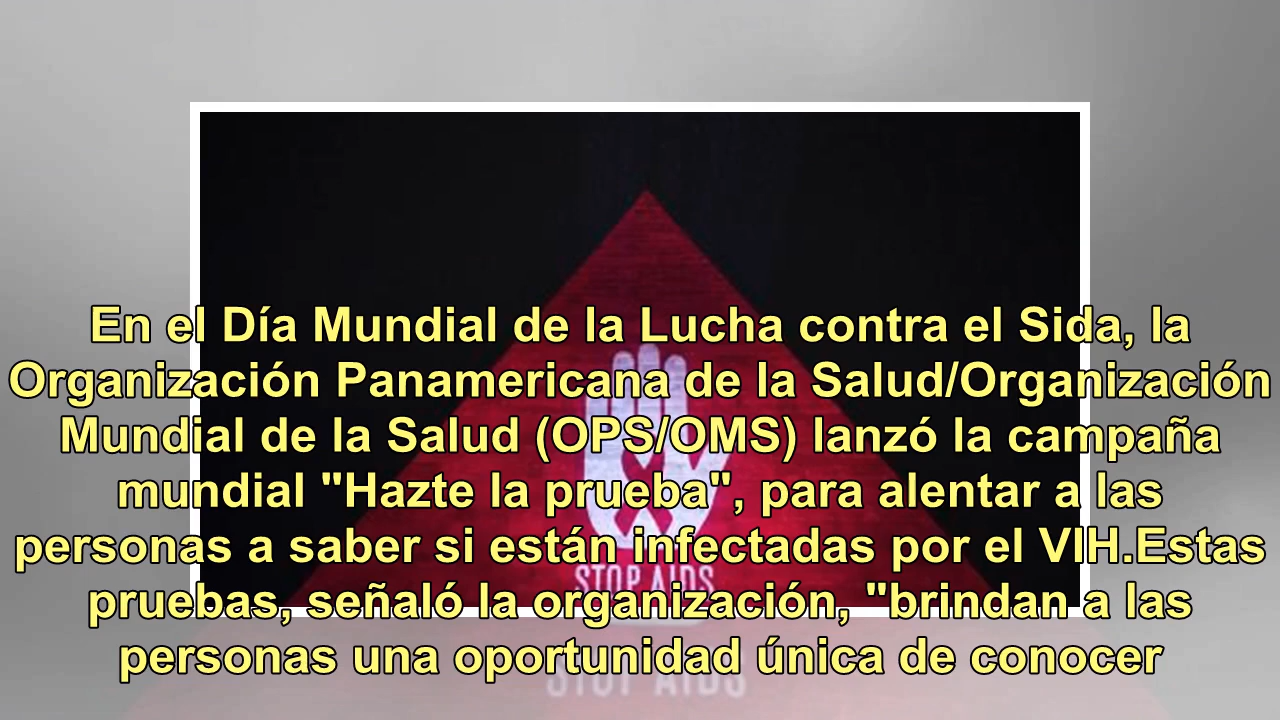 En el Día Mundial de la Lucha contra el Sida, la
Organización Panamericana de la Salud/Organización
Mundial de la Salud (OPS/OMS) lanzó la campaña
mundial "Hazte la prueba", para alentar a las
personas a saber si están infectadas por el VIH.Estas
STOP AIDS
pruebas, señaló la organización, "brindan a las
personas una oportunidad única de conocer
STOP AIDS